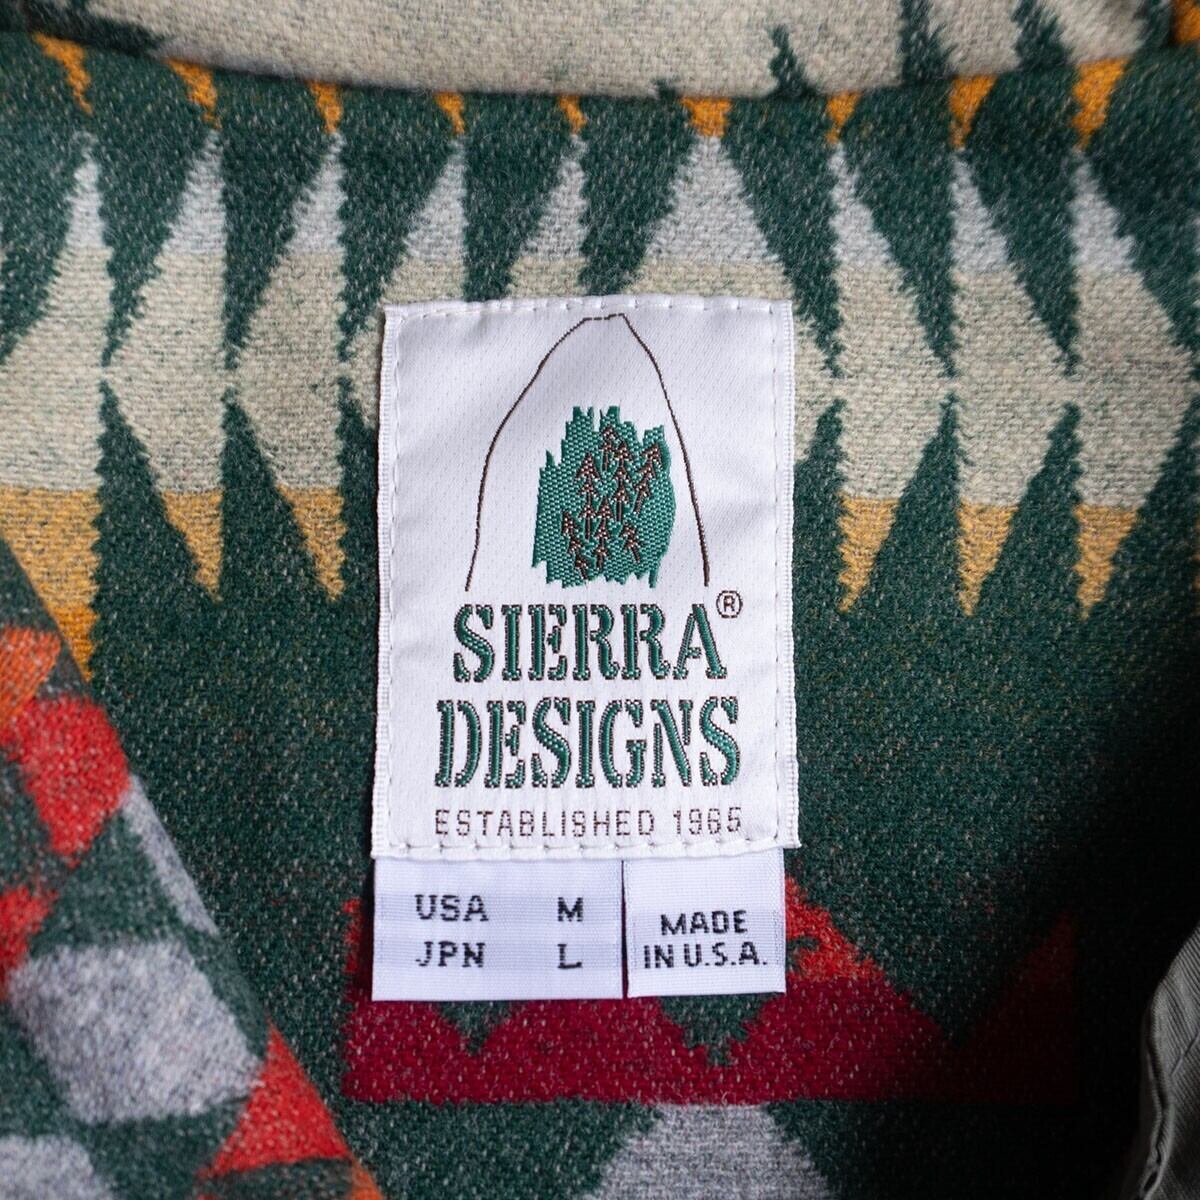 SIERRA®
DESIGNS
ESTABLISHED 1965
USA M
JPN L
MADE
IN U.S.A.